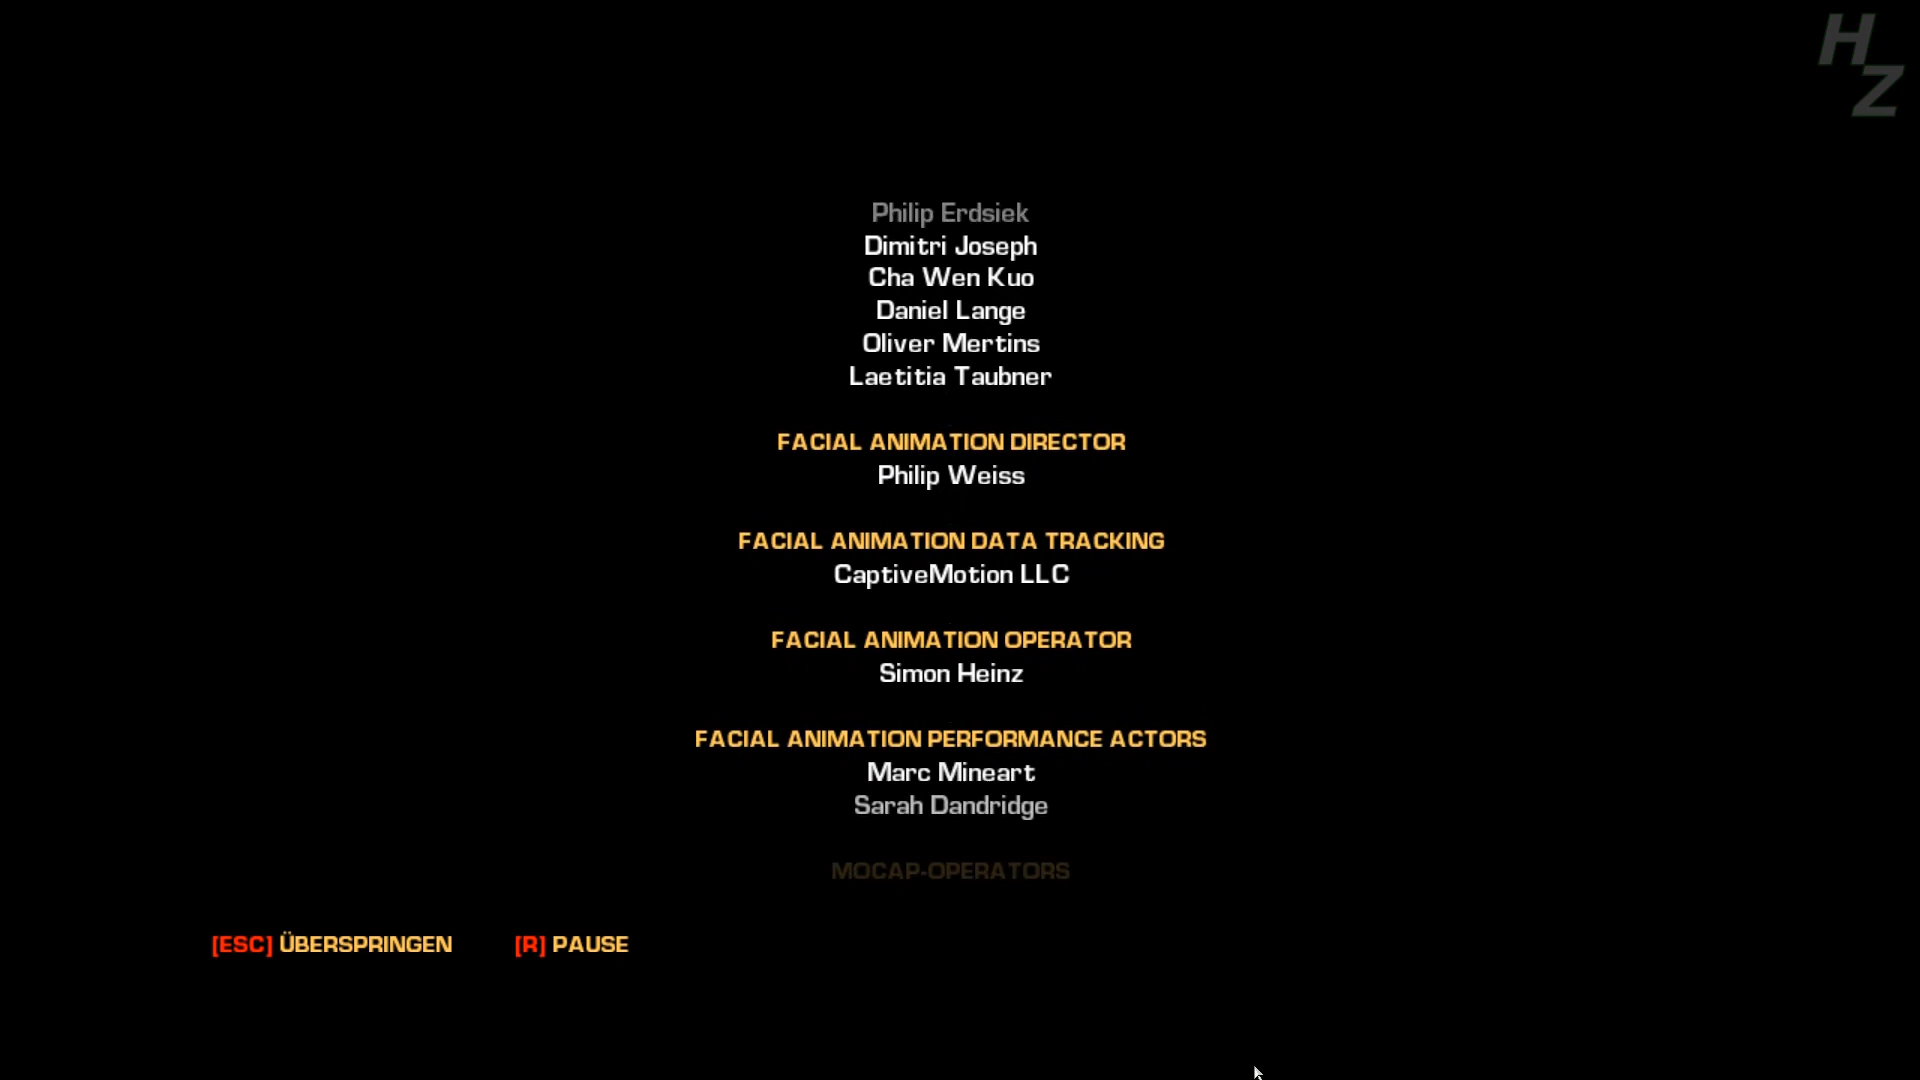 H
Z
Philip Erdsiek
Dimitri Joseph
Cha Wen Kuo
Daniel Lange
Oliver Mertins
Laetitia Taubner
FACIAL ANIMATION DIRECTOR
Philip Weiss
FACIAL ANIMATION DATA TRACKING
CaptiveMotion LLC
FACIAL ANIMATION OPERATOR
Simon Heinz
FACIAL ANIMATION PERFORMANCE ACTORS
Marc Mineart
Sarah Dandridge
MOCAP-OPERATORS
[ESC] ÜBERSPRINGEN [R] PAUSE